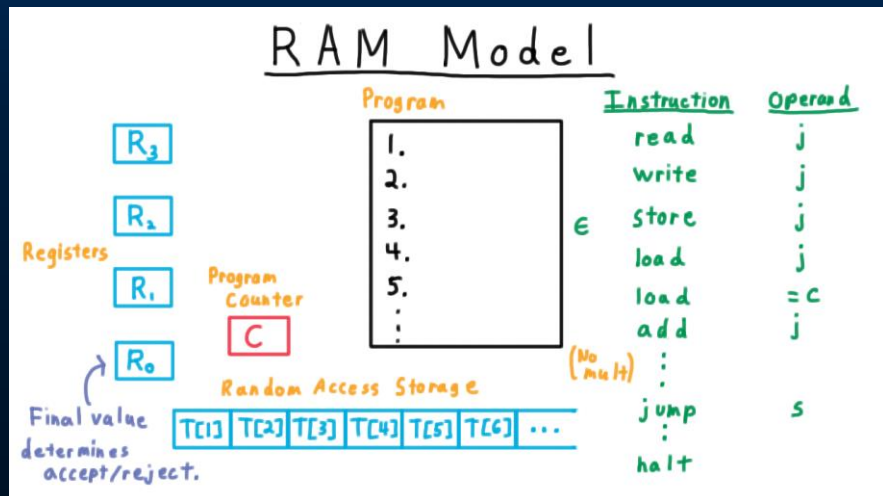 RAM Model
Program
Instruction Operand
R₃
R₂
Registers
R₁
R₀
Program
Counter
C
1.
2.
3.
4.
5.
⋮
∈
read j
write j
store j
load j
load =c
add j
(No mult)
⋮
jump s
⋮
halt
Random Access Storage
T[1] T[2] T[3] T[4] T[5] T[6] ...
Final value
determines
accept/reject.